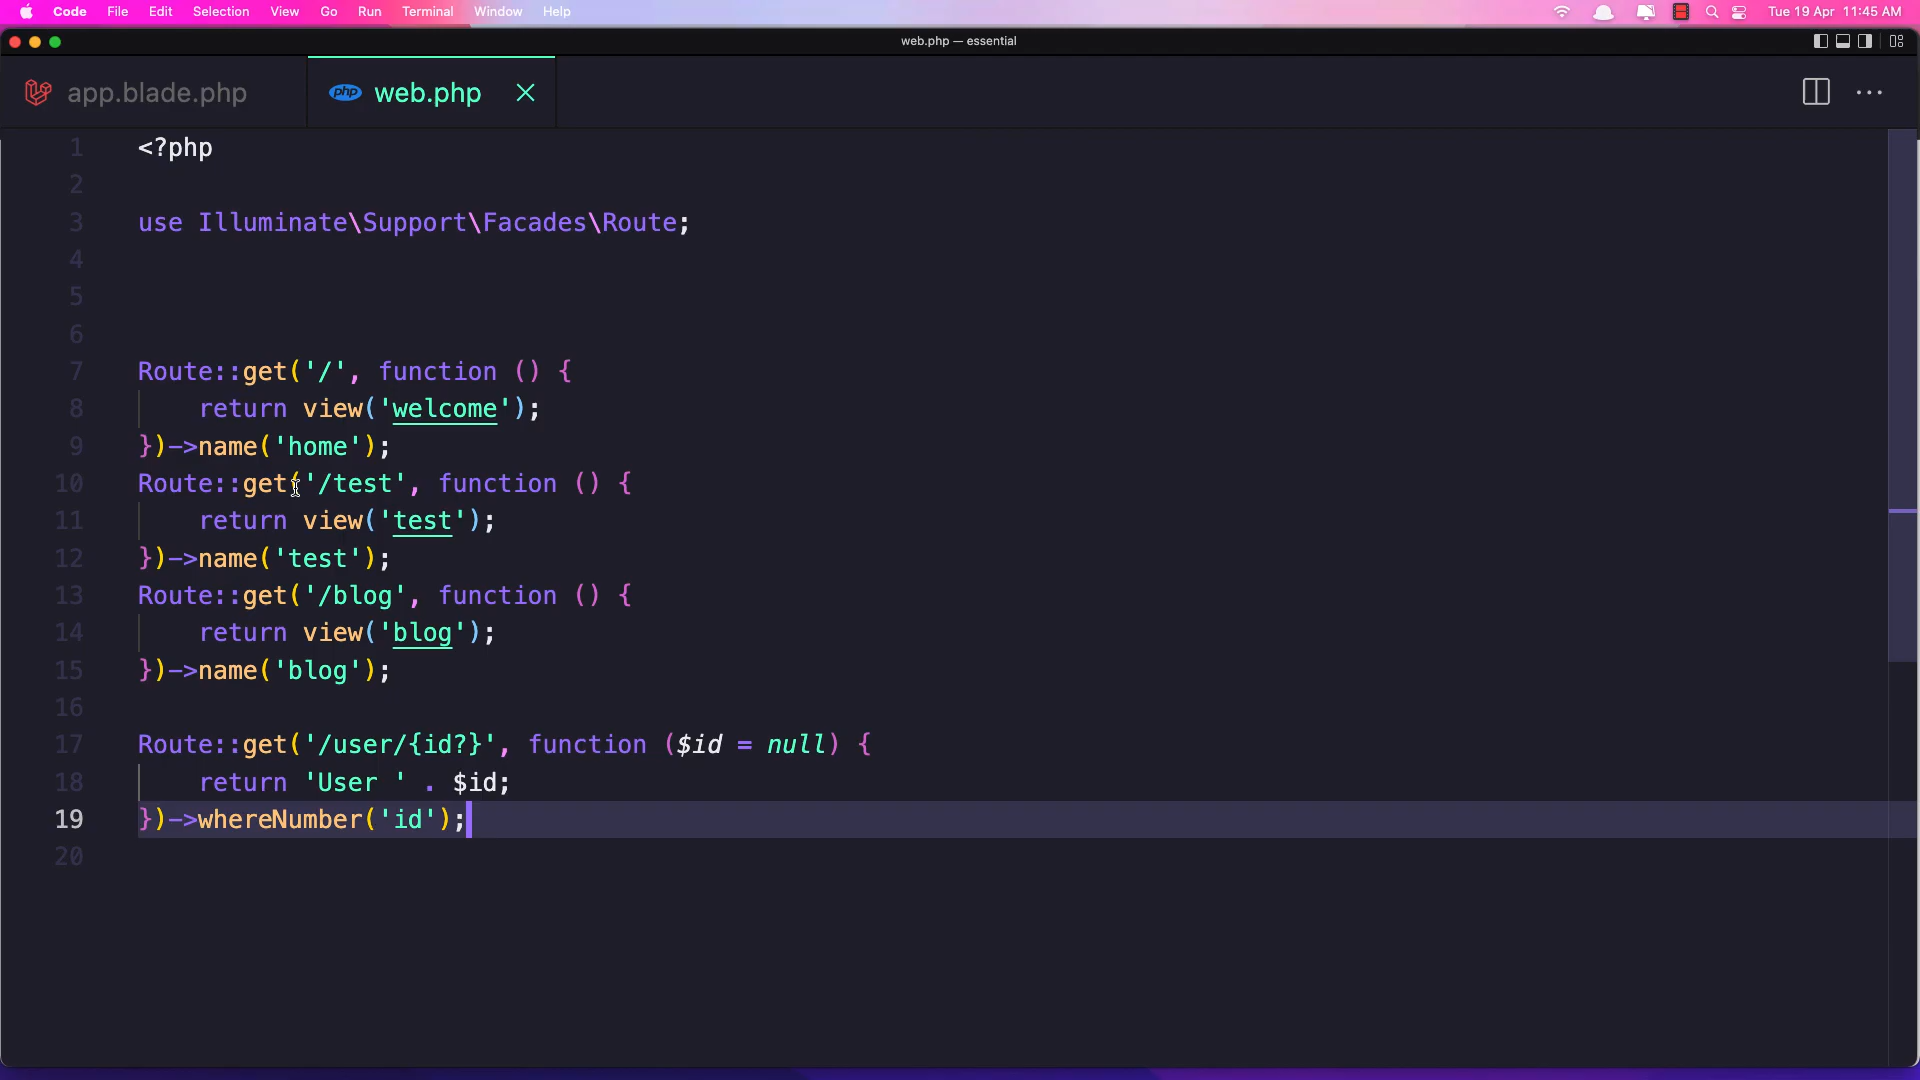 Code File Edit Selection View Go Run Terminal Window Help Tue 19 Apr 11:45 AM
web.php — essential
app.blade.php php web.php
1 <?php
2
3 use Illuminate\Support\Facades\Route;
4
5
6
7 Route::get('/', function () {
8     return view('welcome');
9 })->name('home');
10 Route::get('/test', function () {
11     return view('test');
12 })->name('test');
13 Route::get('/blog', function () {
14     return view('blog');
15 })->name('blog');
16
17 Route::get('/user/{id?}', function ($id = null) {
18     return 'User ' . $id;
19 })->whereNumber('id');
20